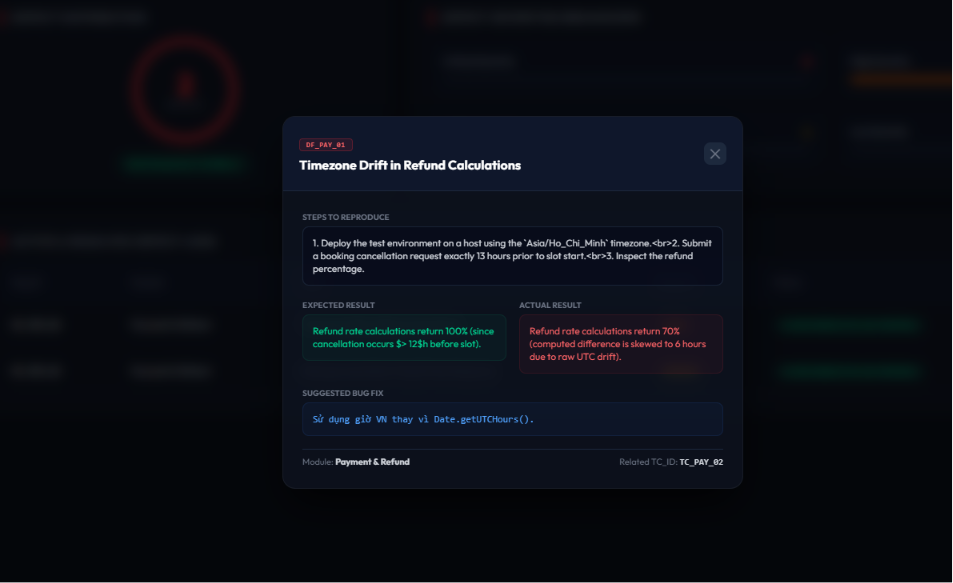 DF_PAY_01
Timezone Drift in Refund Calculations
STEPS TO REPRODUCE
1. Deploy the test environment on a host using the `Asia/Ho_Chi_Minh` timezone.<br>2. Submit
a booking cancellation request exactly 13 hours prior to slot start.<br>3. Inspect the refund
percentage.
EXPECTED RESULT
Refund rate calculations return 100% (since
cancellation occurs $> 12$h before slot).
ACTUAL RESULT
Refund rate calculations return 70%
(computed difference is skewed to 6 hours
due to raw UTC drift).
SUGGESTED BUG FIX
Sử dụng giờ VN thay vì Date.getUTCHours().
Module: Payment & Refund
Related TC_ID: TC_PAY_02